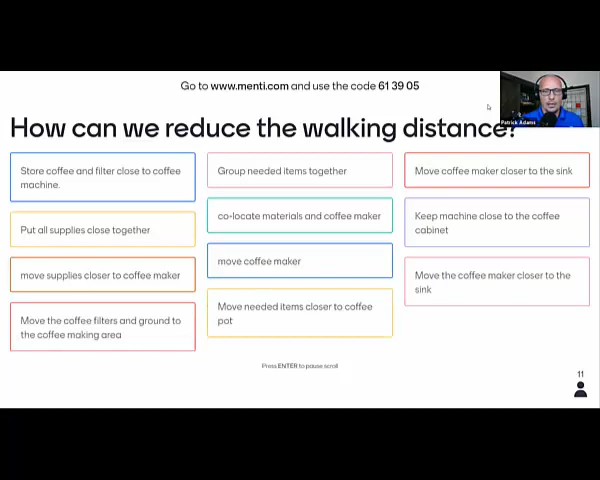 Go to www.menti.com and use the code 61 39 05
Patrick Adams
How can we reduce the walking distance?
Store coffee and filter close to coffee
machine.
Put all supplies close together
move supplies closer to coffee maker
Move the coffee filters and ground to
the coffee making area
Group needed items together
co-locate materials and coffee maker
move coffee maker
Move needed items closer to coffee
pot
Move coffee maker closer to the sink
Keep machine close to the coffee
cabinet
Move the coffee maker closer to the
sink
Press ENTER to pause scroll
11